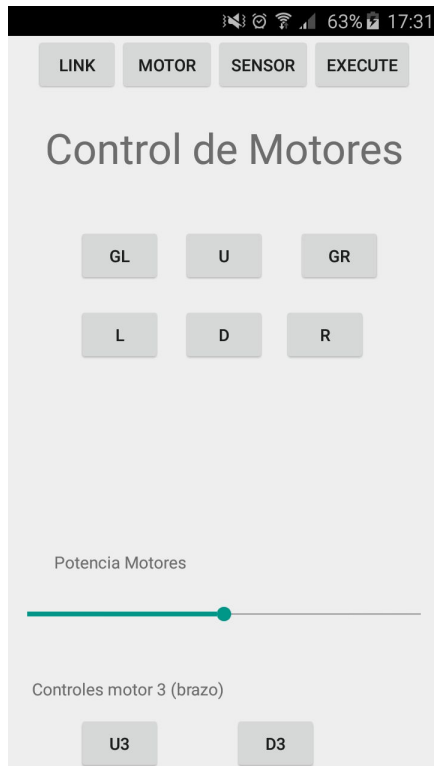 63% 17:31
LINK MOTOR SENSOR EXECUTE
Control de Motores
GL U GR
L D R
Potencia Motores
Controles motor 3 (brazo)
U3 D3